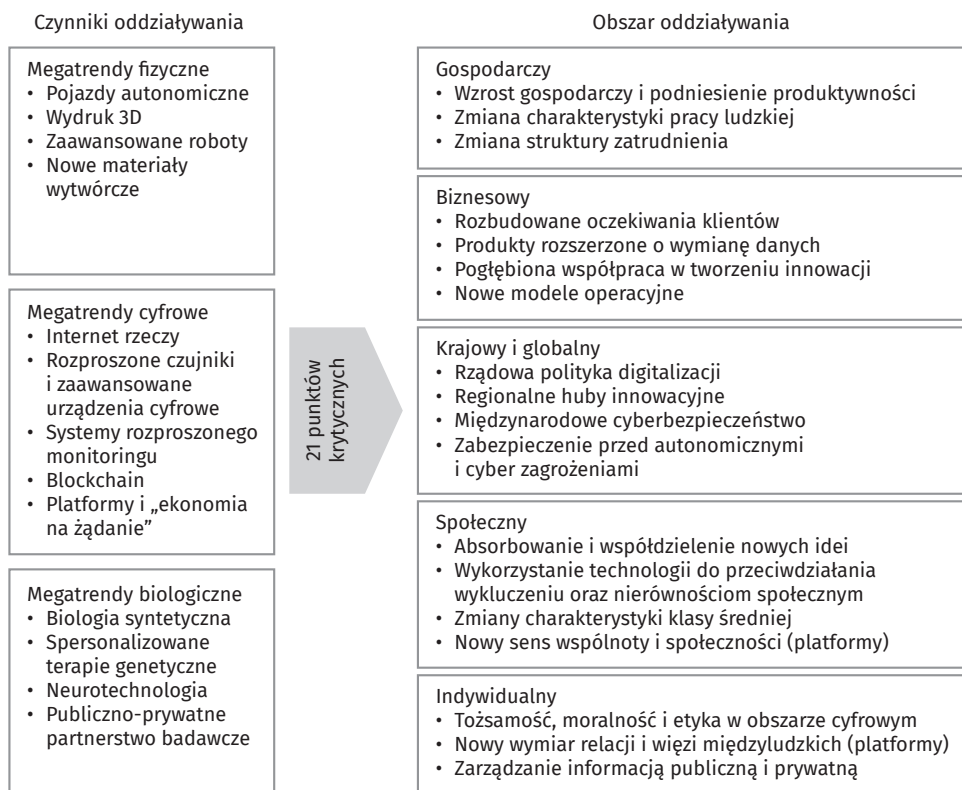 Czynniki oddziaływania
Megatrendy fizyczne
• Pojazdy autonomiczne
• Wydruk 3D
• Zaawansowane roboty
• Nowe materiały
wytwórcze
Megatrendy cyfrowe
• Internet rzeczy
• Rozproszone czujniki
i zaawansowane
urządzenia cyfrowe
• Systemy rozproszonego
monitoringu
• Blockchain
• Platformy i „ekonomia
na żądanie”
Megatrendy biologiczne
• Biologia syntetyczna
• Spersonalizowane
terapie genetyczne
• Neurotechnologia
• Publiczno-prywatne
partnerstwo badawcze
21 punktów
krytycznych
Obszar oddziaływania
Gospodarczy
• Wzrost gospodarczy i podniesienie produktywności
• Zmiana charakterystyki pracy ludzkiej
• Zmiana struktury zatrudnienia
Biznesowy
• Rozbudowane oczekiwania klientów
• Produkty rozszerzone o wymianę danych
• Pogłębiona współpraca w tworzeniu innowacji
• Nowe modele operacyjne
Krajowy i globalny
• Rządowa polityka digitalizacji
• Regionalne huby innowacyjne
• Międzynarodowe cyberbezpieczeństwo
• Zabezpieczenie przed autonomicznymi
i cyber zagrożeniami
Społeczny
• Absorbowanie i współdzielenie nowych idei
• Wykorzystanie technologii do przeciwdziałania
wykluczeniu oraz nierównościom społecznym
• Zmiany charakterystyki klasy średniej
• Nowy sens wspólnoty i społeczności (platformy)
Indywidualny
• Tożsamość, moralność i etyka w obszarze cyfrowym
• Nowy wymiar relacji i więzi międzyludzkich (platformy)
• Zarządzanie informacją publiczną i prywatną